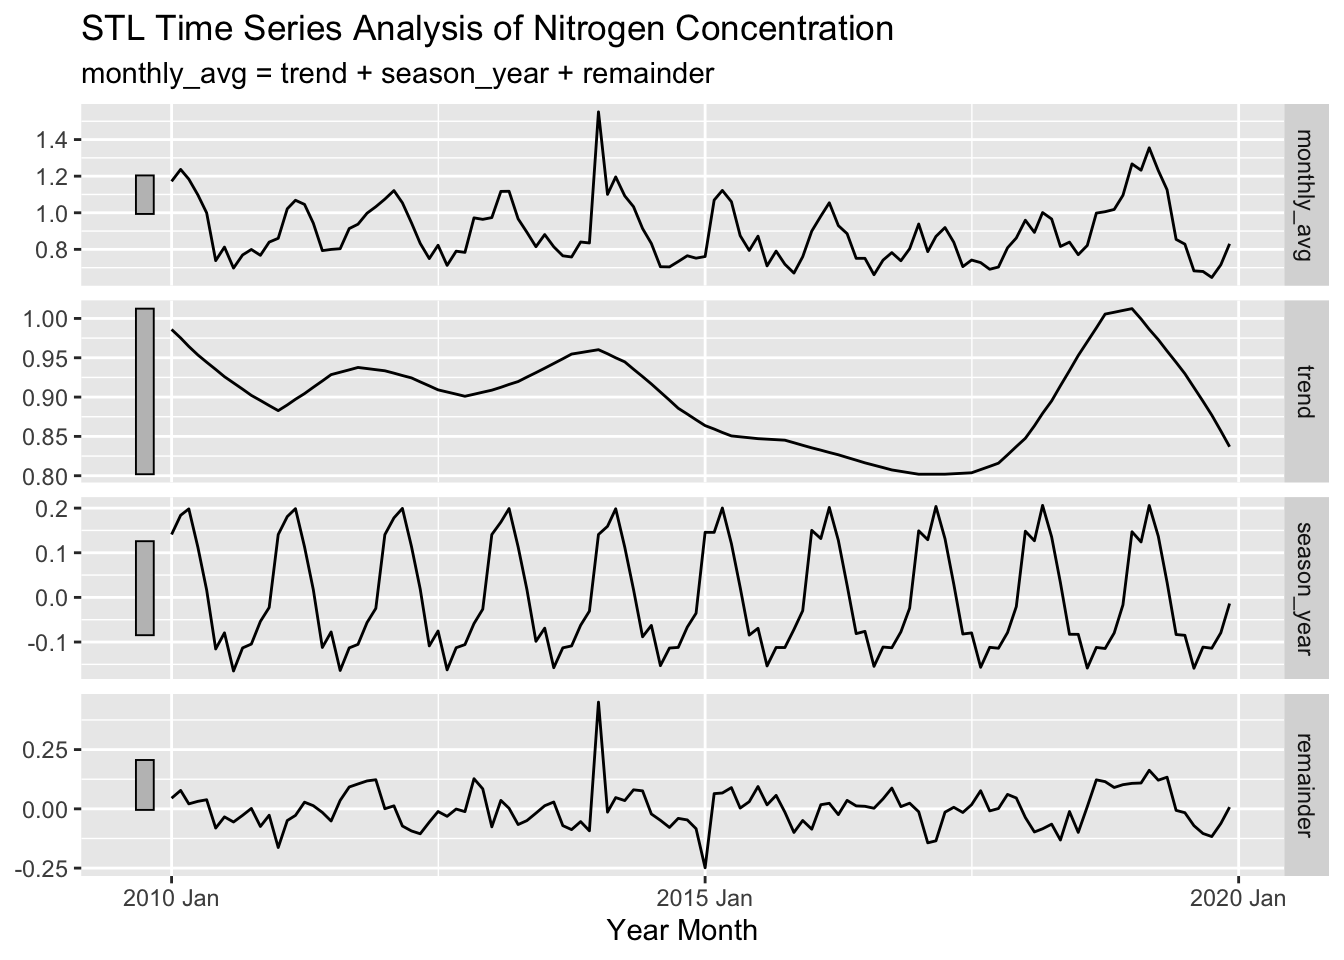 STL Time Series Analysis of Nitrogen Concentration
monthly_avg = trend + season_year + remainder
1.4
1.2
1.0
0.8
monthly_avg
1.00
0.95
0.90
0.85
0.80
trend
0.2
0.1
0.0
-0.1
season_year
0.25
0.00
-0.25
remainder
2010 Jan
2015 Jan
2020 Jan
Year Month